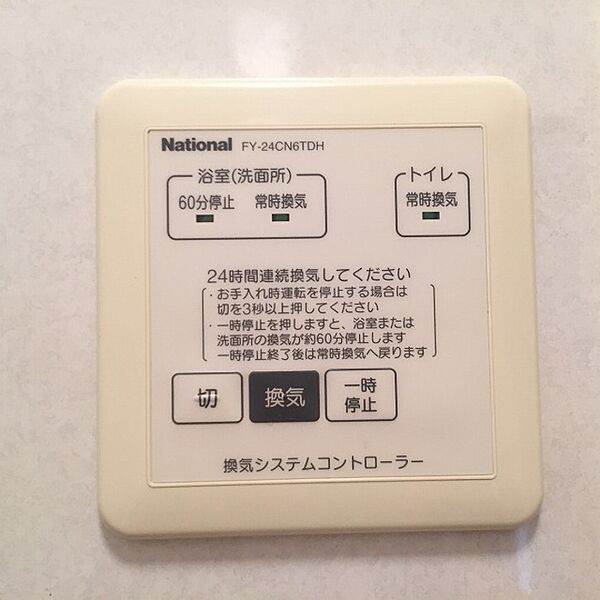 National FY-24CN6TDH
浴室(洗面所)
トイレ
60分停止 常時換気
常時換気
24時間連続換気してください
・お手入れ時運転を停止する場合は
切を3秒以上押してください
・一時停止を押しますと、浴室または
洗面所の換気が約60分停止します
一時停止終了後は常時換気へ戻ります
切
換気
一時
停止
換気システムコントローラー